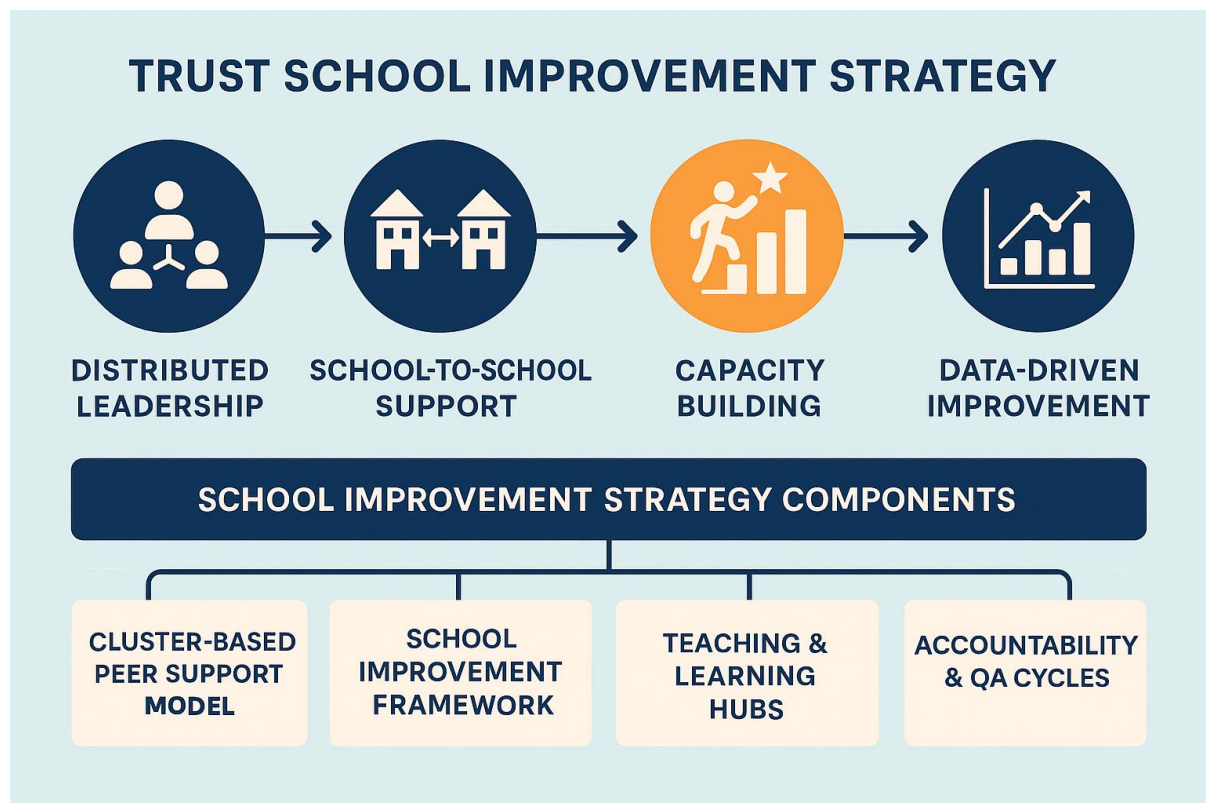 TRUST SCHOOL IMPROVEMENT STRATEGY
DISTRIBUTED
LEADERSHIP
SCHOOL-TO-SCHOOL
SUPPORT
CAPACITY
BUILDING
DATA-DRIVEN
IMPROVEMENT
SCHOOL IMPROVEMENT STRATEGY COMPONENTS
CLUSTER-BASED
PEER SUPPORT
MODEL
SCHOOL
IMPROVEMENT
FRAMEWORK
TEACHING &
LEARNING
HUBS
ACCOUNTABILITY
& QA CYCLES